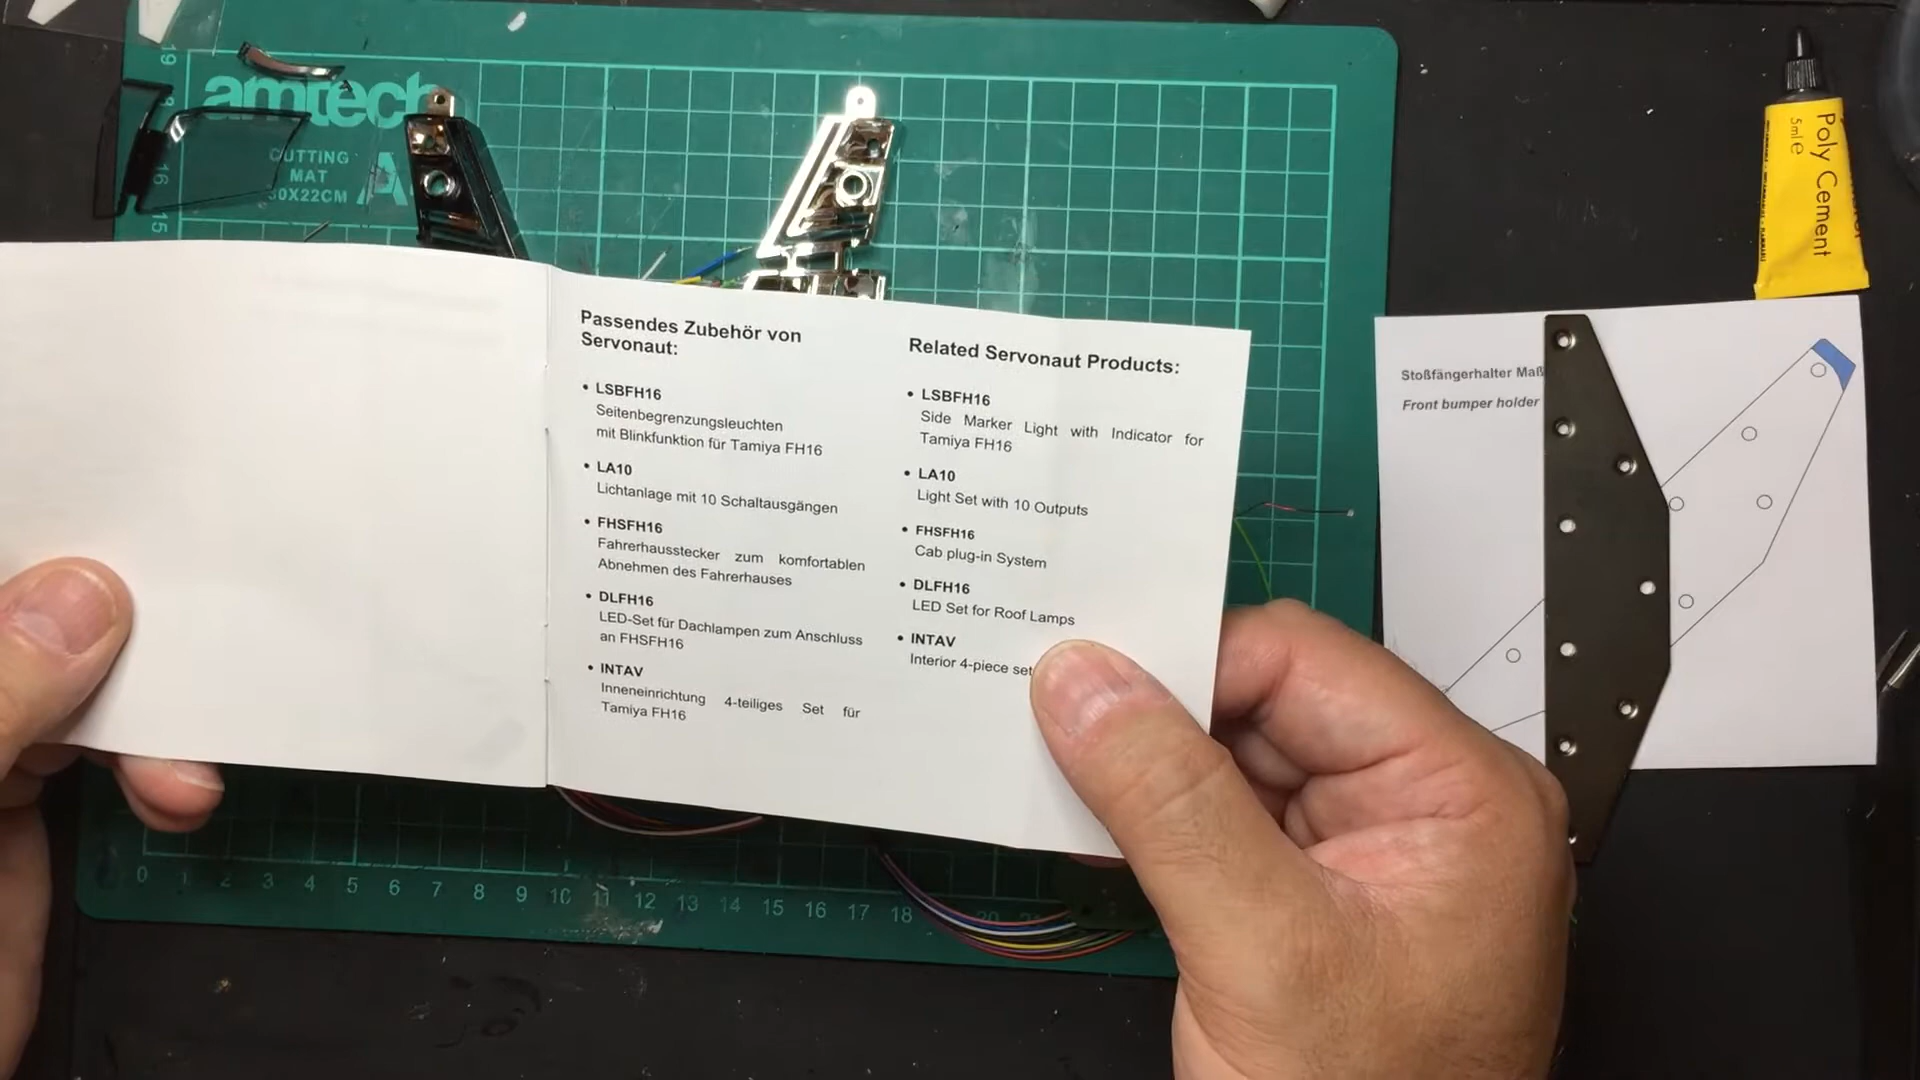 amtech
CUTTING
MAT
30X22CM
19
16
15
Poly Cement
5ml e
Passendes Zubehör von
Servonaut:
• LSBFH16
Seitenbegrenzungsleuchten
mit Blinkfunktion für Tamiya FH16
• LA10
Lichtanlage mit 10 Schaltausgängen
• FHSFH16
Fahrerhausstecker zum komfortablen
Abnehmen des Fahrerhauses
• DLFH16
LED-Set für Dachlampen zum Anschluss
an FHSFH16
• INTAV
Inneneinrichtung 4-teiliges Set für
Tamiya FH16
Related Servonaut Products:
• LSBFH16
Side Marker Light with Indicator for
Tamiya FH16
• LA10
Light Set with 10 Outputs
• FHSFH16
Cab plug-in System
• DLFH16
LED Set for Roof Lamps
• INTAV
Interior 4-piece set
Stoßfängerhalter Maß
Front bumper holder
0 1 2 3 4 5 6 7 8 9 10 11 12 13 14 15 16 17 18 20